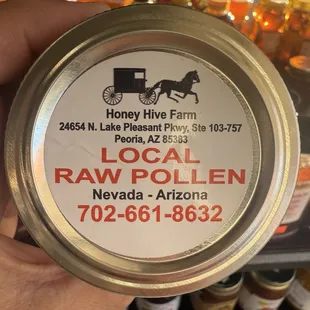 Honey Hive Farm
24654 N. Lake Pleasant Pkwy, Ste 103-757
Peoria, AZ 85383
LOCAL
RAW POLLEN
Nevada - Arizona
702-661-8632